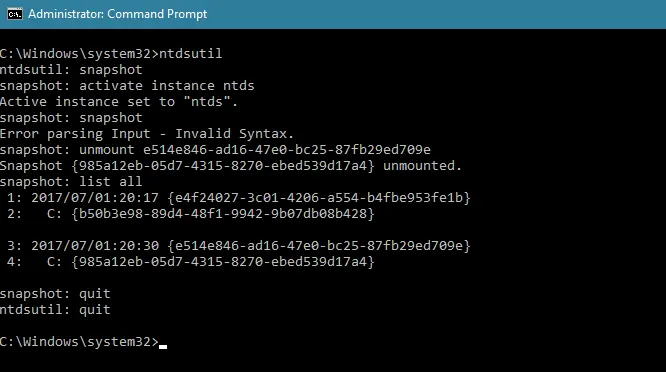 Administrator: Command Prompt
C:\Windows\system32>ntdsutil
ntdsutil: snapshot
snapshot: activate instance ntds
Active instance set to "ntds".
snapshot: snapshot
Error parsing Input - Invalid Syntax.
snapshot: unmount e514e846-ad16-47e0-bc25-87fb29ed709e
Snapshot {985a12eb-05d7-4315-8270-ebed539d17a4} unmounted.
snapshot: list all
1: 2017/07/01:20:17 {e4f24027-3c01-4206-a554-b4fbe953fe1b}
2:   C: {b50b3e98-89d4-48f1-9942-9b07db08b428}
3: 2017/07/01:20:30 {e514e846-ad16-47e0-bc25-87fb29ed709e}
4:   C: {985a12eb-05d7-4315-8270-ebed539d17a4}
snapshot: quit
ntdsutil: quit
C:\Windows\system32>